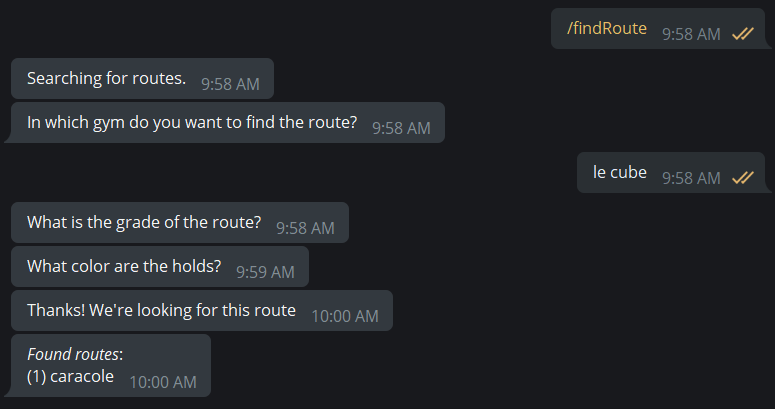 /findRoute 9:58 AM
Searching for routes. 9:58 AM
In which gym do you want to find the route? 9:58 AM
le cube 9:58 AM
What is the grade of the route? 9:58 AM
What color are the holds? 9:59 AM
Thanks! We're looking for this route 10:00 AM
Found routes:
(1) caracole 10:00 AM